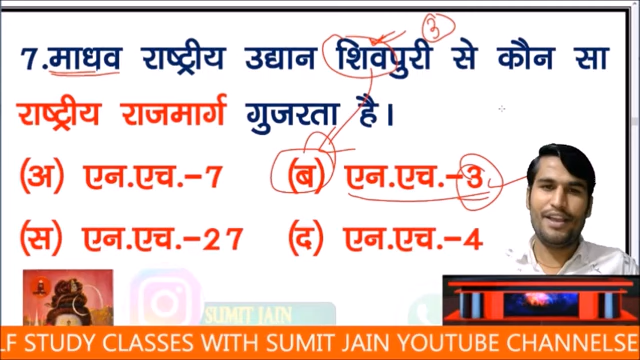 3
7.माधव राष्ट्रीय उद्यान शिवपुरी से कौन सा
राष्ट्रीय राजमार्ग गुजरता है।
(अ) एन.एच.-7 (ब) एन.एच.-3
(स) एन.एच.-27 (द) एन.एच.-4
SUMIT JAIN
LF STUDY CLASSES WITH SUMIT JAIN YOUTUBE CHANNELSE